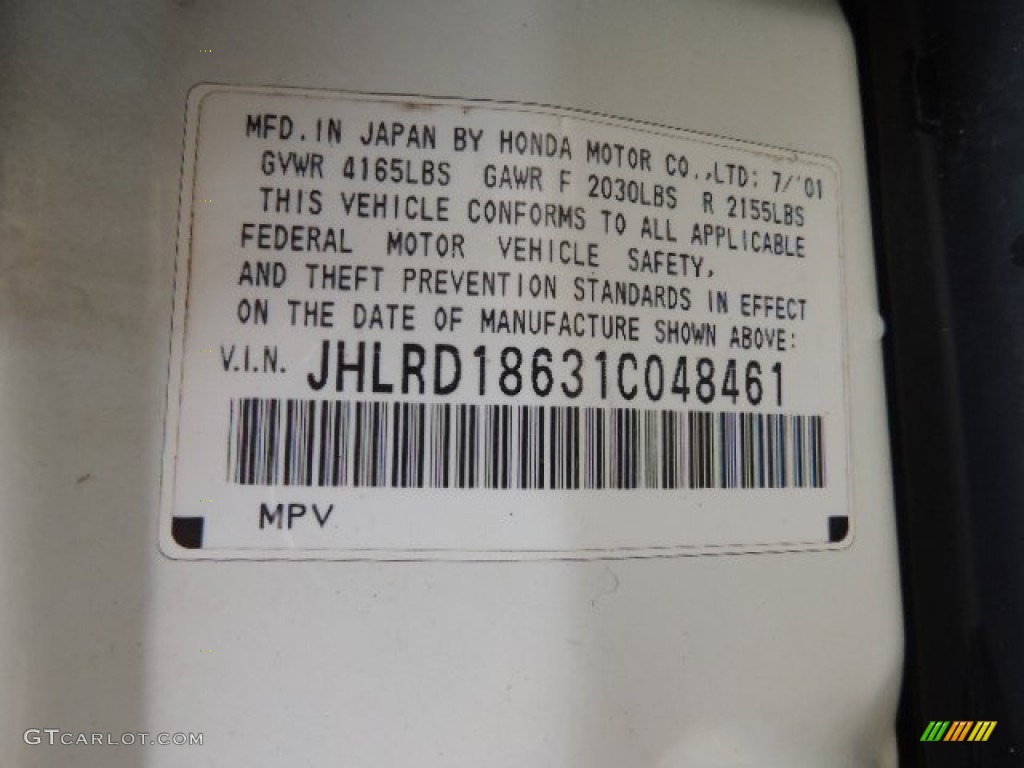 MFD. IN JAPAN BY HONDA MOTOR CO.,LTD: 7/'01
GVWR 4165LBS GAWR F 2030LBS R 2155LBS
THIS VEHICLE CONFORMS TO ALL APPLICABLE
FEDERAL MOTOR VEHICLE SAFETY,
AND THEFT PREVENTION STANDARDS IN EFFECT
ON THE DATE OF MANUFACTURE SHOWN ABOVE:
V.I.N. JHLRD18631C048461
MPV
GTCARLOT.COM